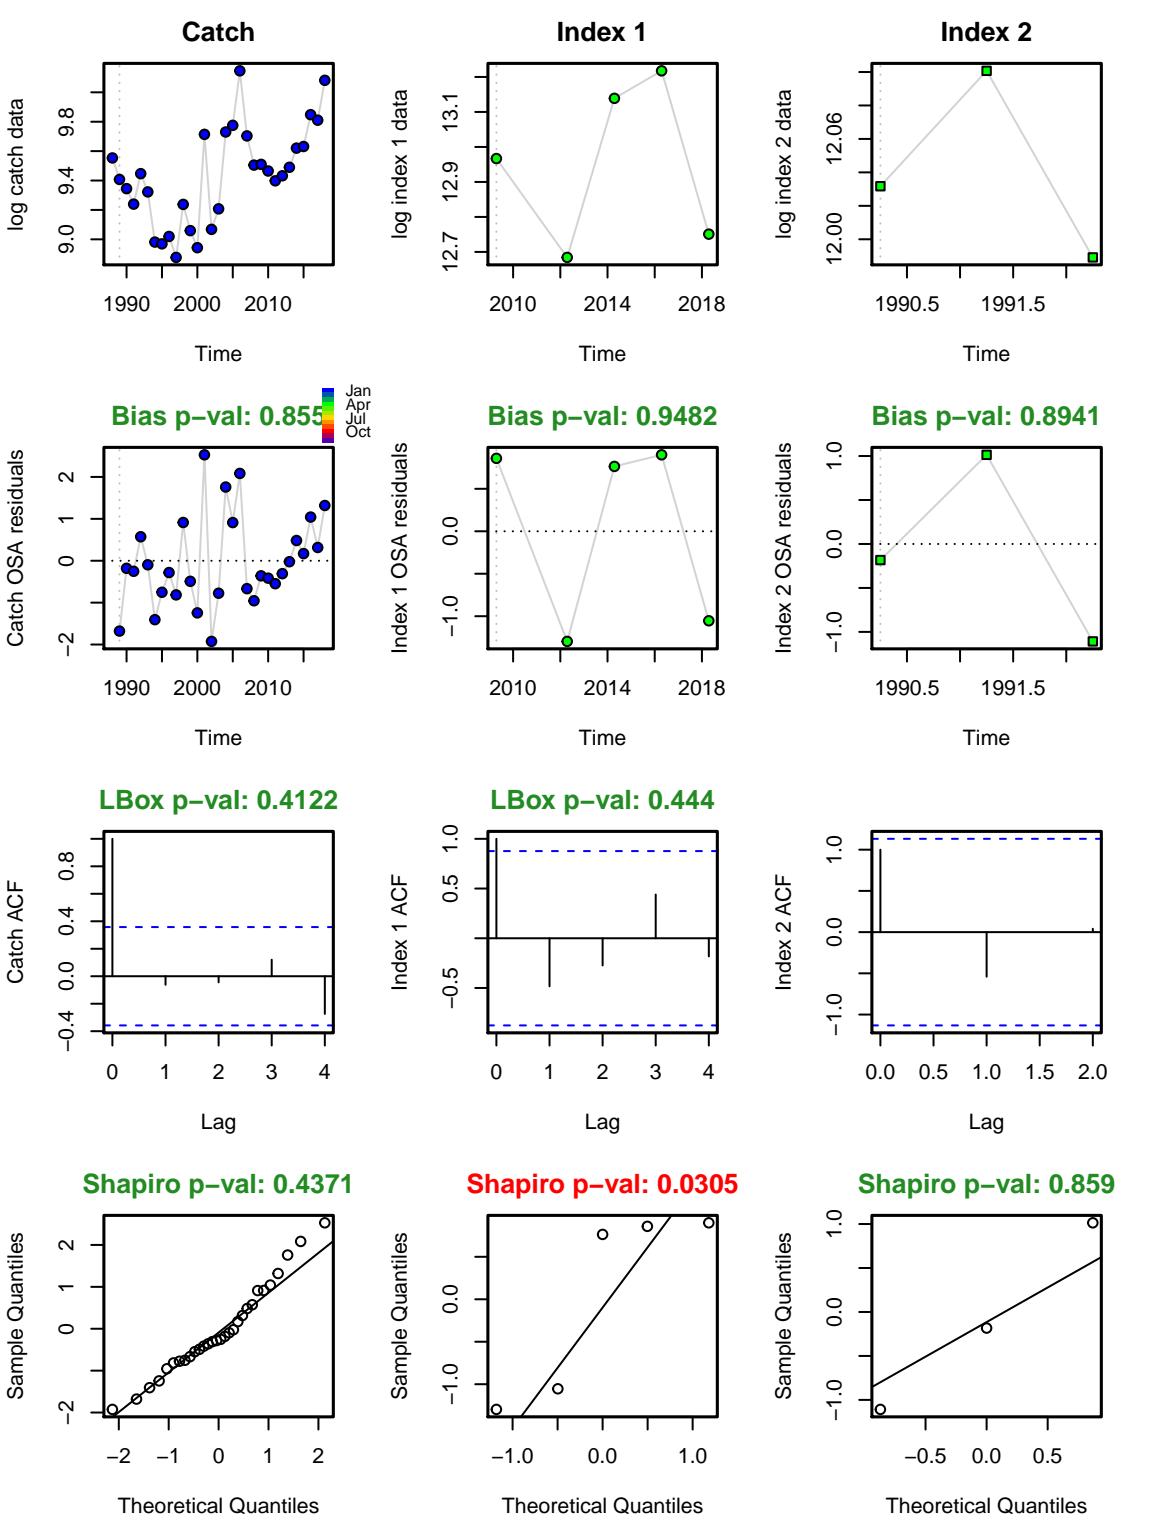 Catch
log catch data
9.0 9.4 9.8
1990 2000 2010
Time
Index 1
log index 1 data
12.7 12.9 13.1
2010 2014 2018
Time
Index 2
log index 2 data
12.00 12.06
1990.5 1991.5
Time
Bias p−val: 0.855
Jan
Apr
Jul
Oct
Catch OSA residuals
−2 0 1 2
1990 2000 2010
Time
Bias p−val: 0.9482
Index 1 OSA residuals
−1.0 0.0
2010 2014 2018
Time
Bias p−val: 0.8941
Index 2 OSA residuals
−1.0 0.0 1.0
1990.5 1991.5
Time
LBox p−val: 0.4122
Catch ACF
−0.4 0.0 0.4 0.8
0 1 2 3 4
Lag
LBox p−val: 0.444
Index 1 ACF
−0.5 0.5 1.0
0 1 2 3 4
Lag
Index 2 ACF
−1.0 0.0 1.0
0.0 0.5 1.0 1.5 2.0
Lag
Shapiro p−val: 0.4371
Sample Quantiles
−2 0 1 2
−2 −1 0 1 2
Theoretical Quantiles
Shapiro p−val: 0.0305
Sample Quantiles
−1.0 0.0
−1.0 0.0 1.0
Theoretical Quantiles
Shapiro p−val: 0.859
Sample Quantiles
−1.0 0.0 1.0
−0.5 0.0 0.5
Theoretical Quantiles